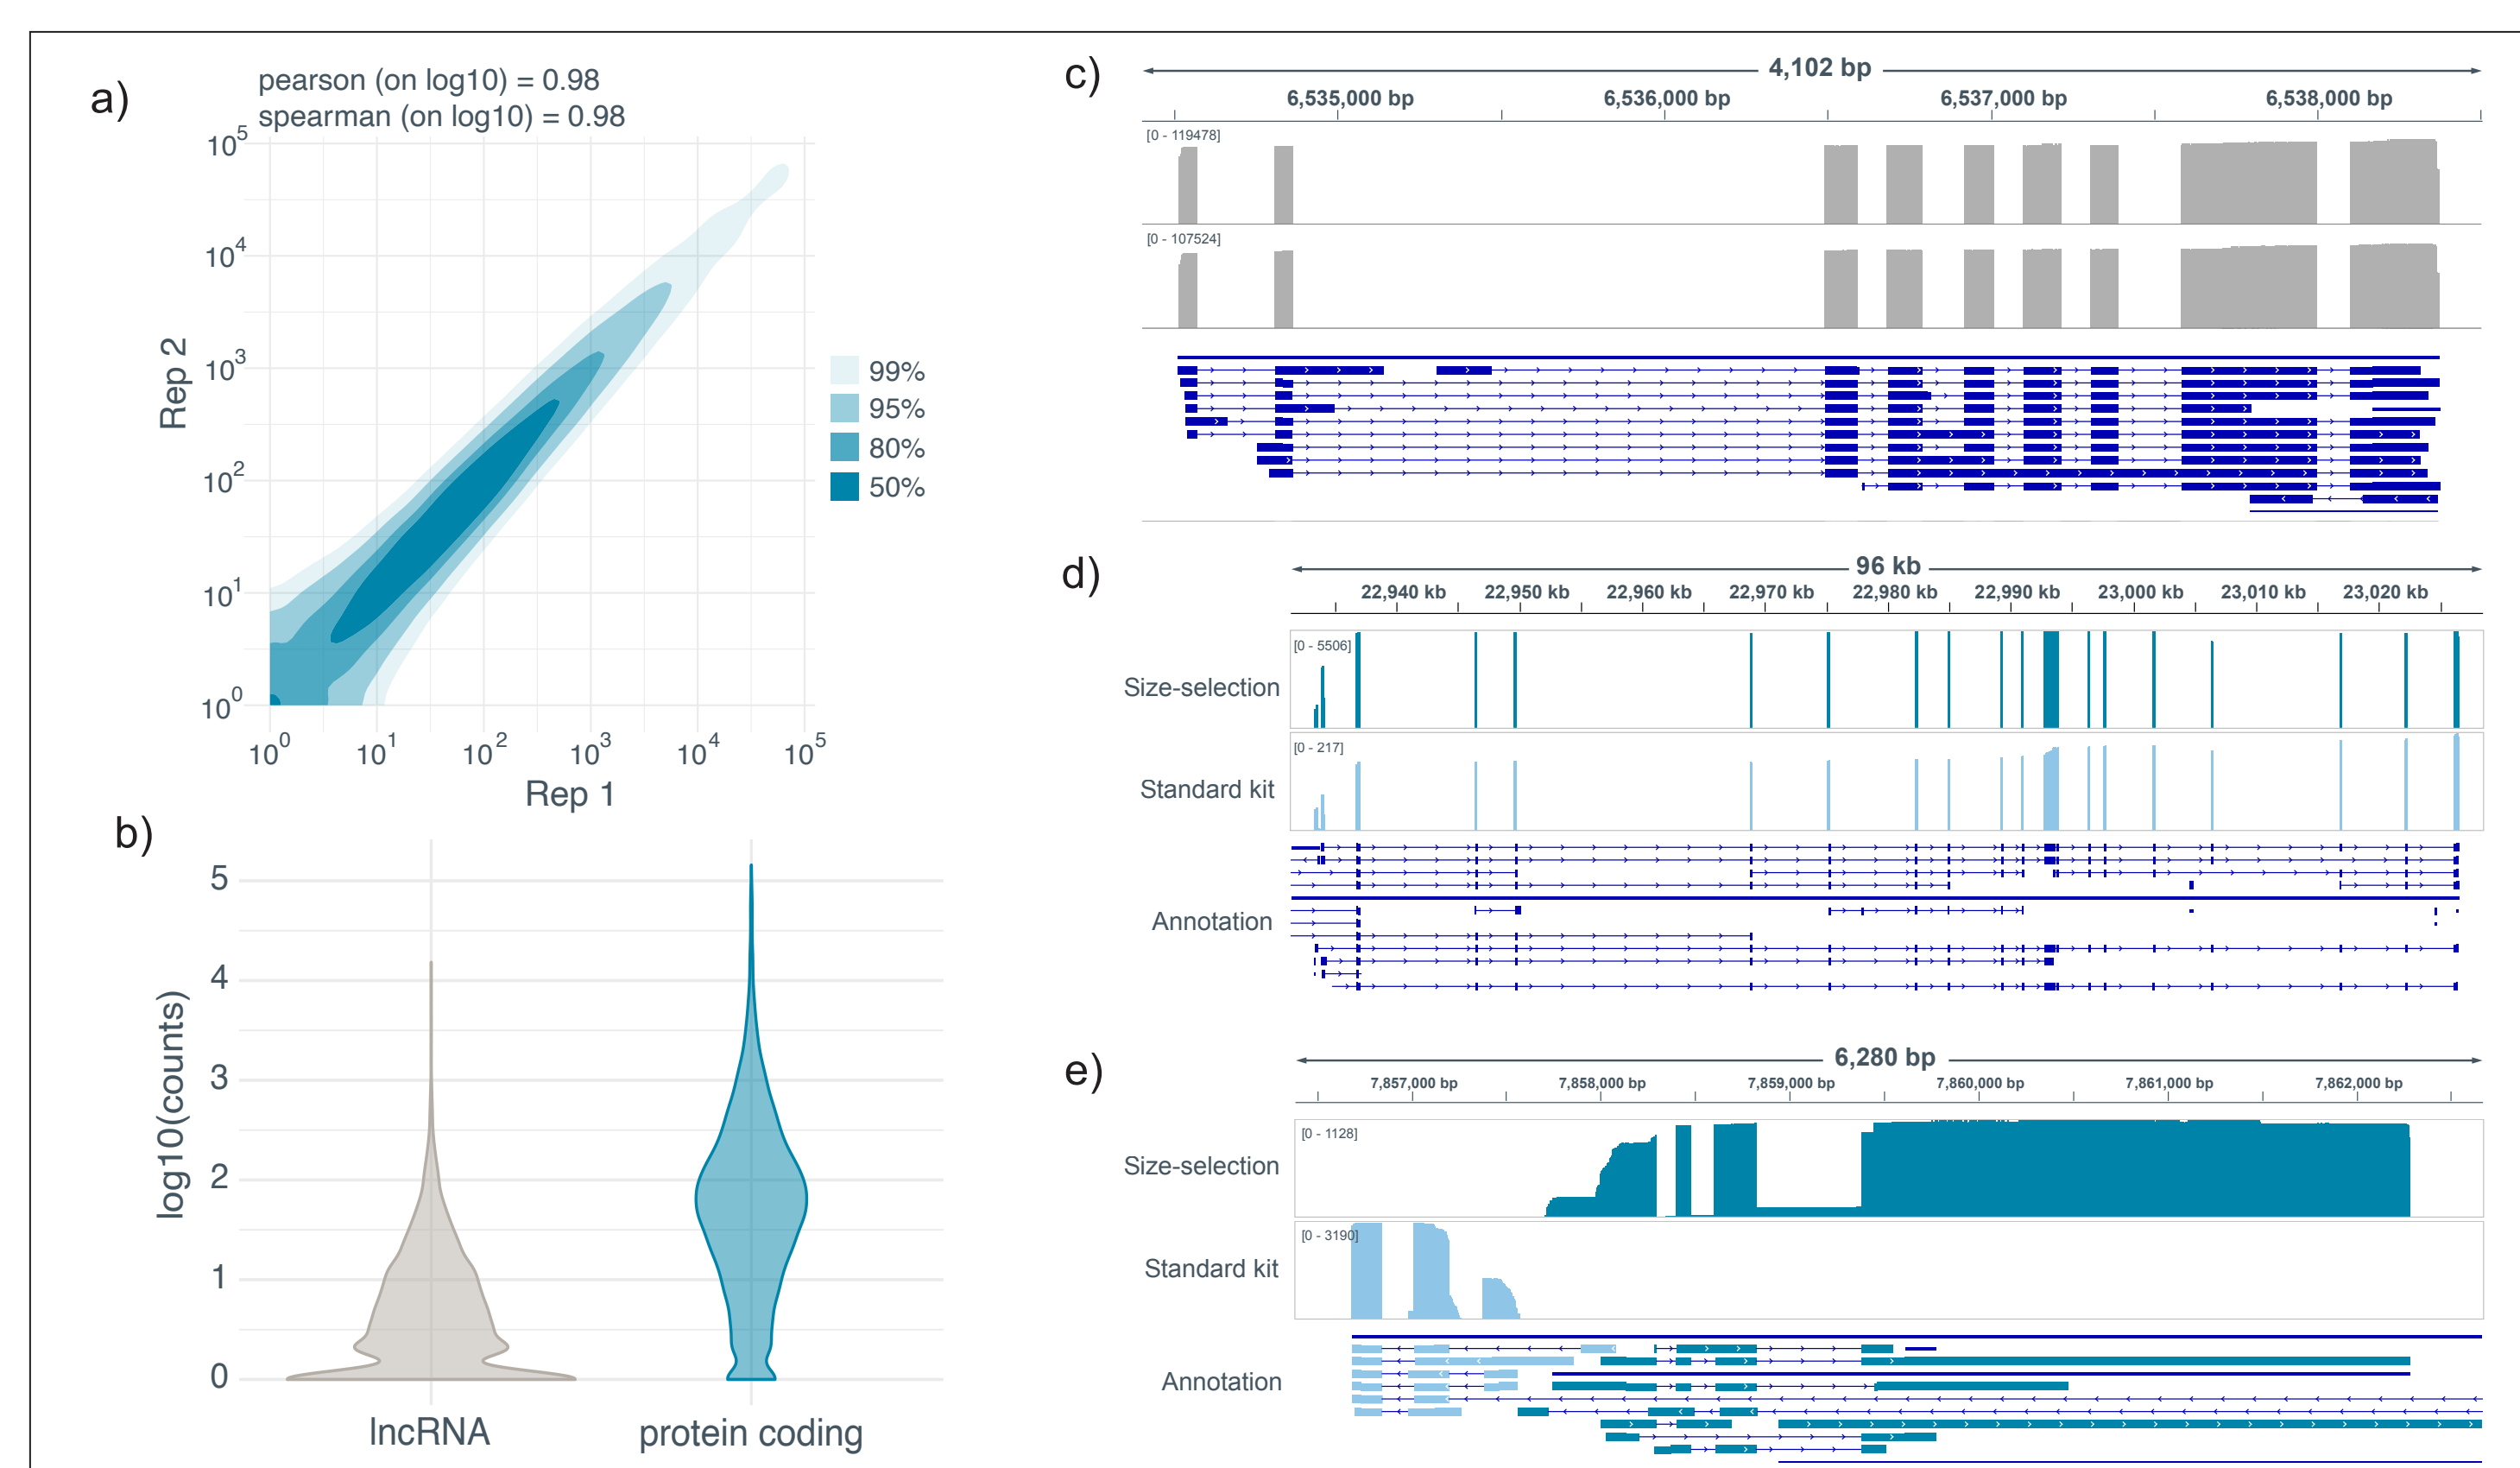 a)
pearson (on log10) = 0.98
spearman (on log10) = 0.98
10^5
10^4
10^3
10^2
10^1
10^0
Rep 2
10^0 10^1 10^2 10^3 10^4 10^5
Rep 1
99%
95%
80%
50%
b)
5
4
3
2
1
0
log10(counts)
lncRNA protein coding
c)
4,102 bp
6,535,000 bp 6,536,000 bp 6,537,000 bp 6,538,000 bp
[0 - 119478]
[0 - 107524]
d)
96 kb
22,940 kb 22,950 kb 22,960 kb 22,970 kb 22,980 kb 22,990 kb 23,000 kb 23,010 kb 23,020 kb
[0 - 5506]
Size-selection
[0 - 217]
Standard kit
Annotation
e)
6,280 bp
7,857,000 bp 7,858,000 bp 7,859,000 bp 7,860,000 bp 7,861,000 bp 7,862,000 bp
[0 - 1128]
Size-selection
[0 - 3190]
Standard kit
Annotation